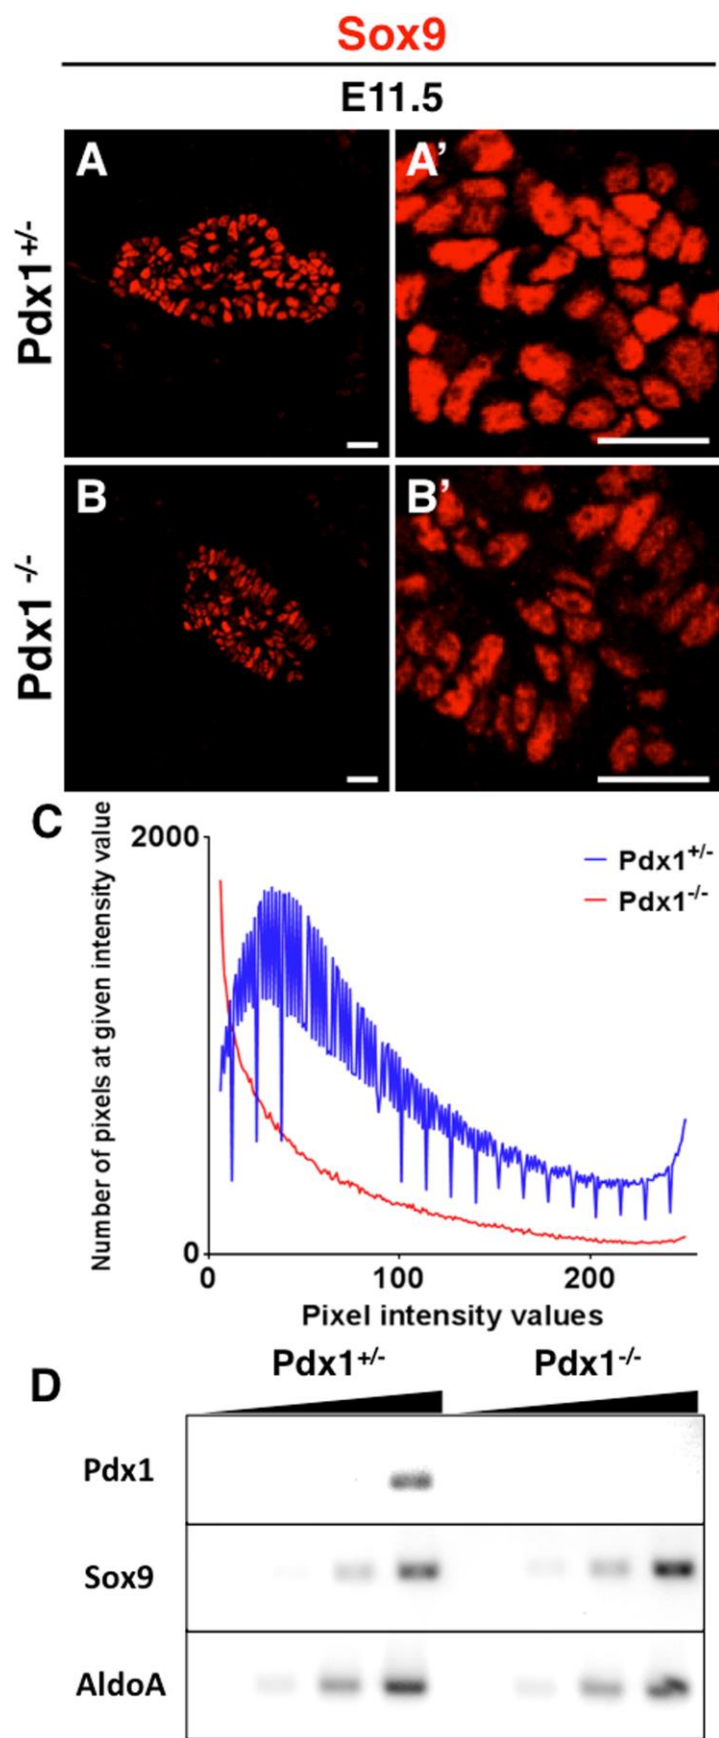 Sox9
E11.5
Pdx1+/-
A
A’
Pdx1 -/-
B
B’
C
Number of pixels at given intensity value
2000
0
Pdx1+/-
Pdx1-/-
0 100 200
Pixel intensity values
D
Pdx1+/- Pdx1-/-
Pdx1
Sox9
AldoA